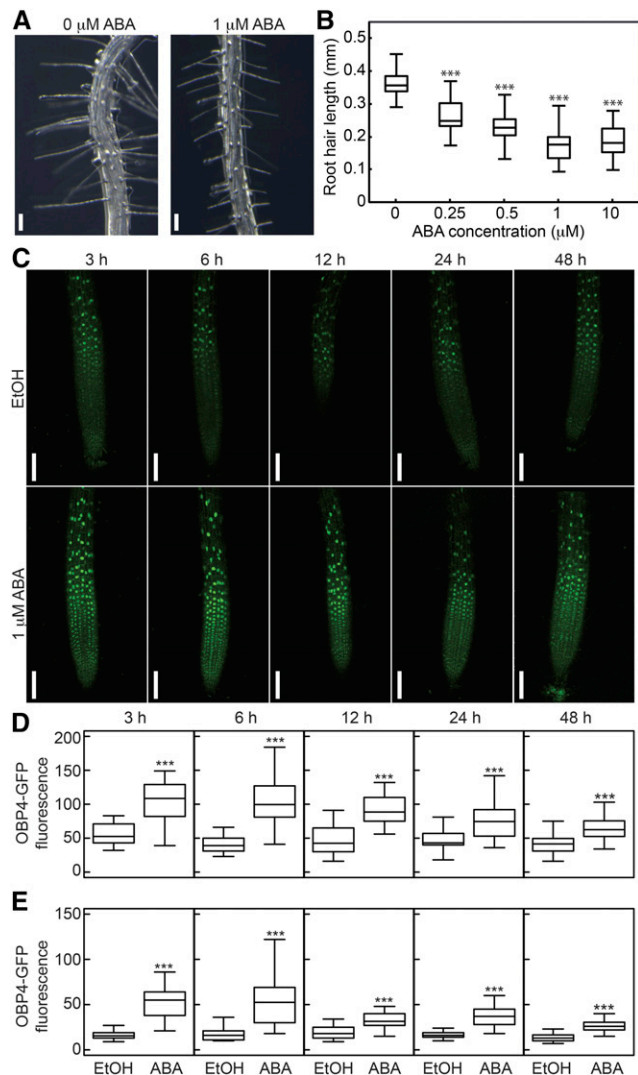 A 0 μM ABA 1 μM ABA
B
Root hair length (mm)
0.5
0.4
0.3
0.2
0.1
0
*** *** *** ***
0 0.25 0.5 1 10
ABA concentration (μM)
C 3 h 6 h 12 h 24 h 48 h
EtOH
1 μM ABA
D 3 h 6 h 12 h 24 h 48 h
OBP4-GFP
fluorescence
200
150
100
50
0
*** *** *** *** ***
E
OBP4-GFP
fluorescence
150
100
50
0
*** *** *** *** ***
EtOH ABA EtOH ABA EtOH ABA EtOH ABA EtOH ABA